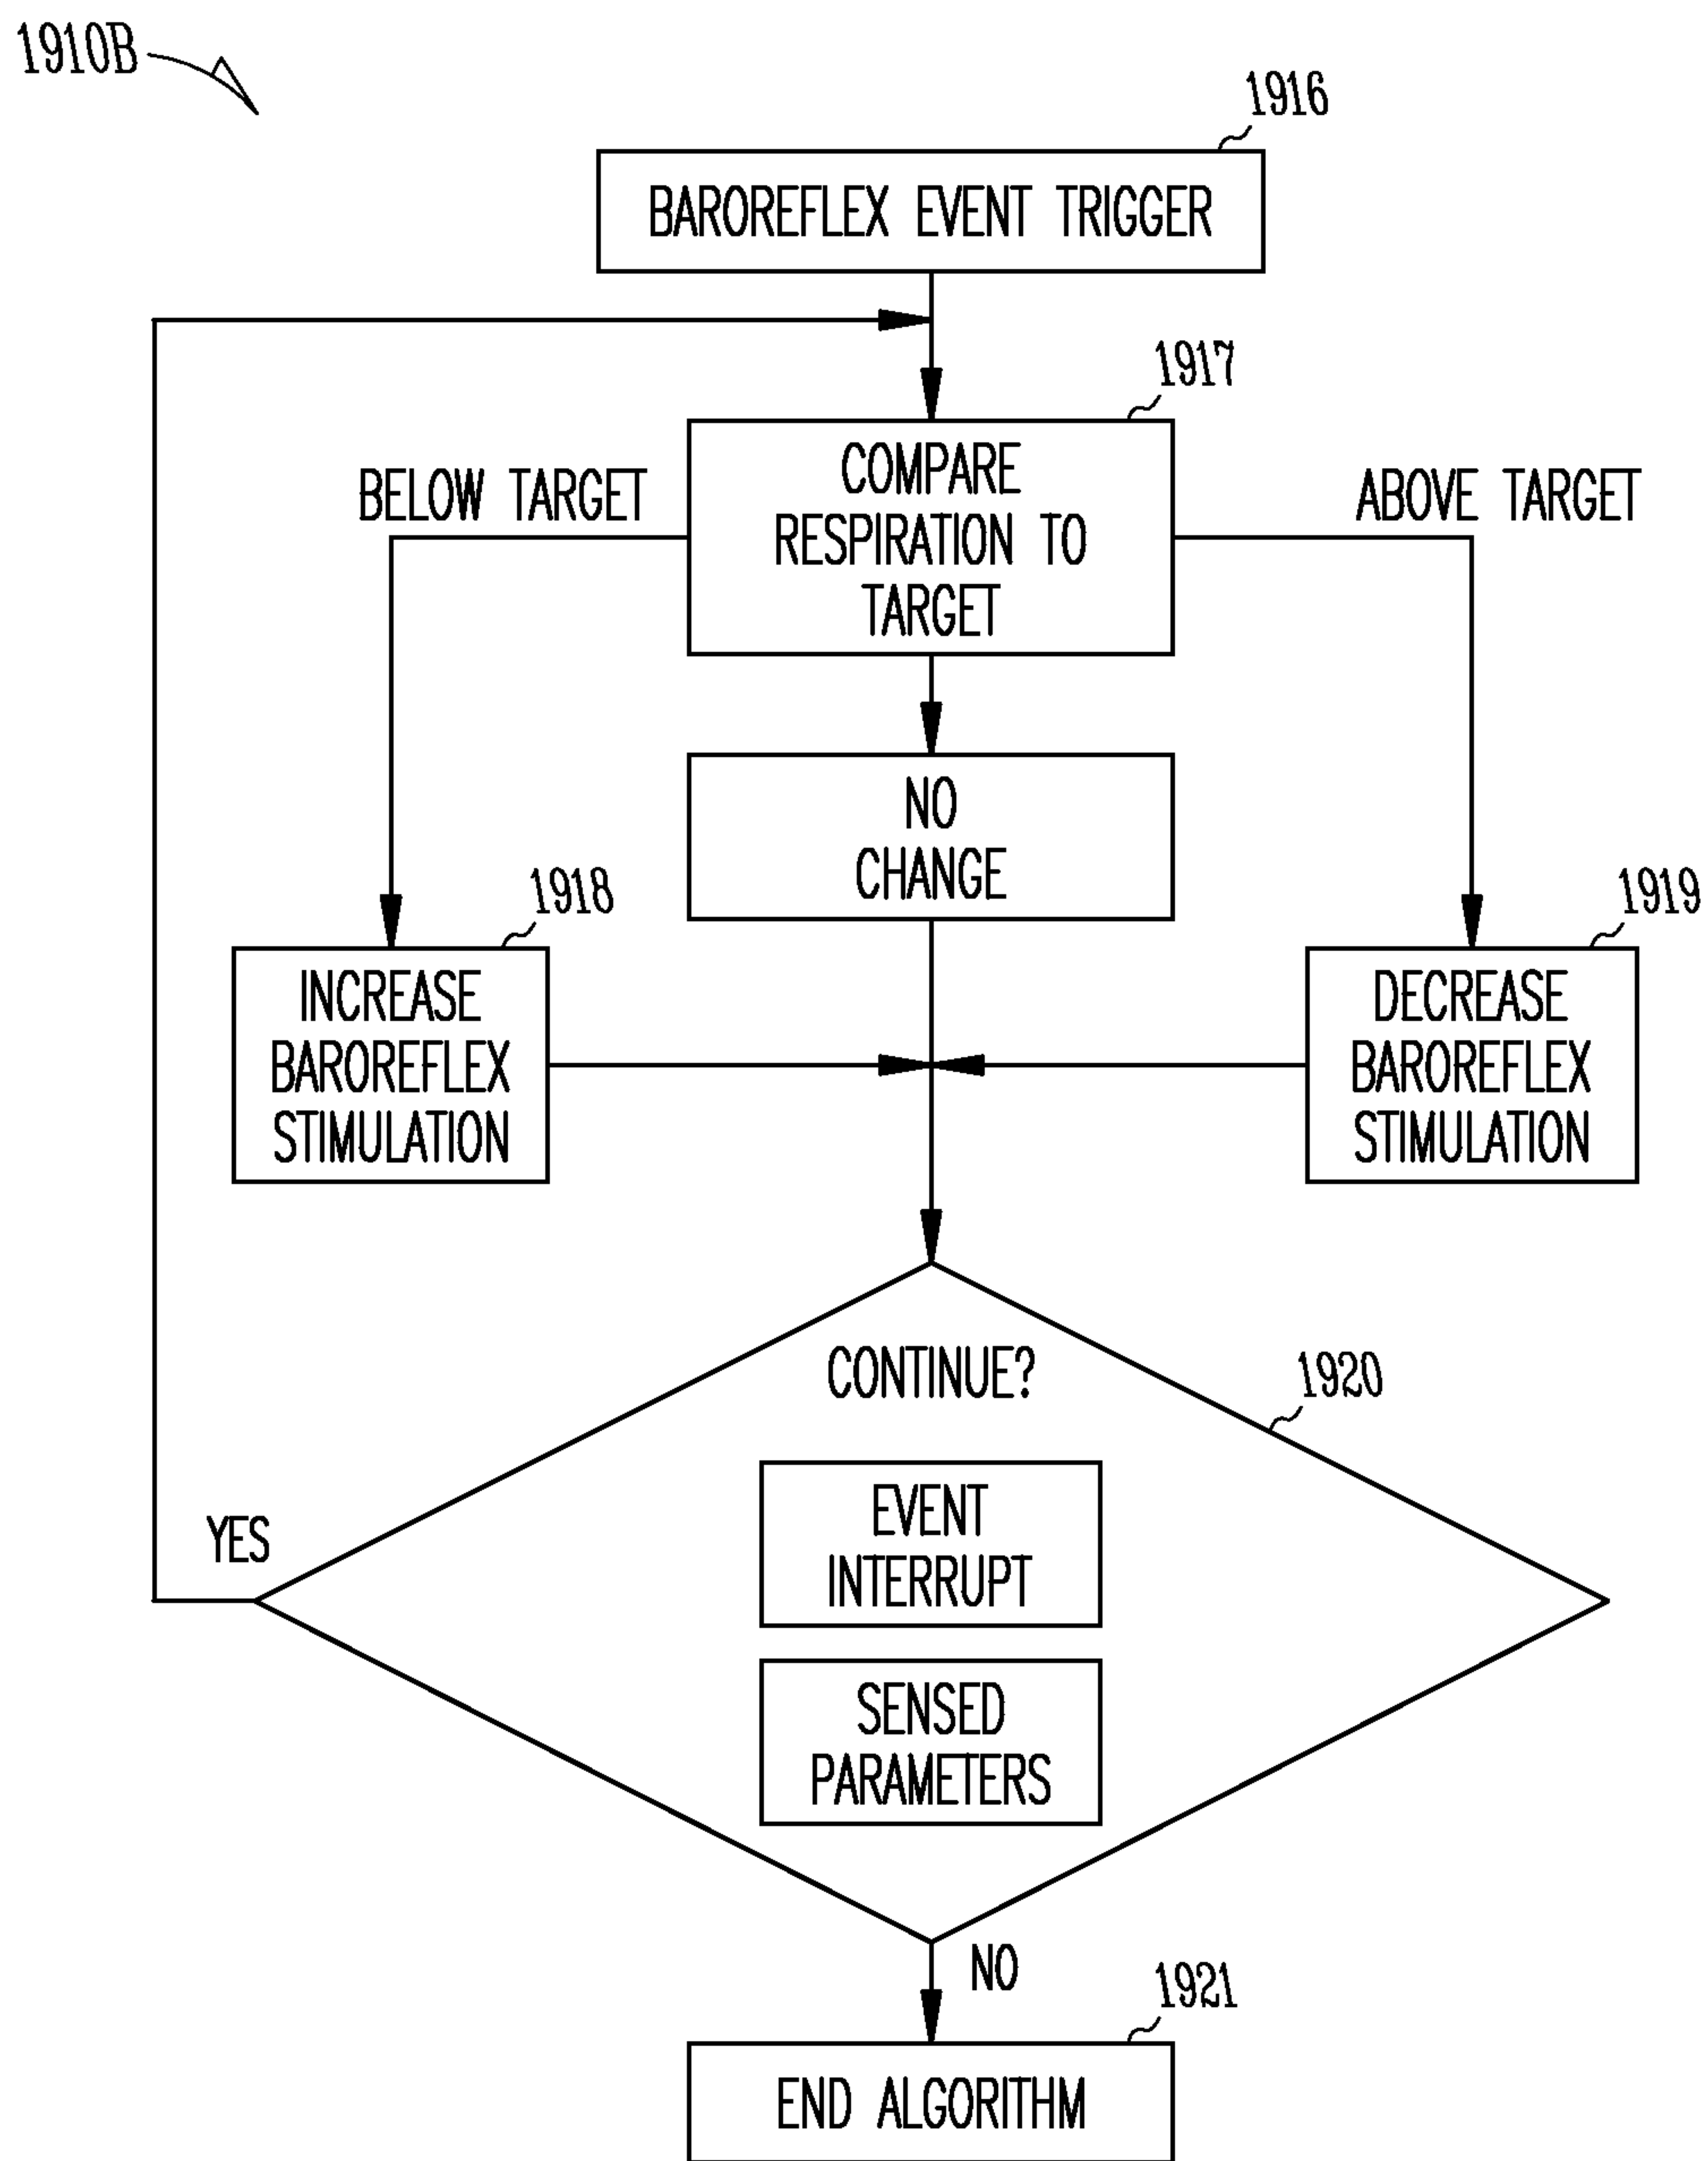 1910B
1916
BAROREFLEX EVENT TRIGGER
1917
COMPARE
RESPIRATION TO
TARGET
BELOW TARGET
ABOVE TARGET
NO
CHANGE
1918
INCREASE
BAROREFLEX
STIMULATION
1919
DECREASE
BAROREFLEX
STIMULATION
CONTINUE?
1920
EVENT
INTERRUPT
YES
SENSED
PARAMETERS
NO
1921
END ALGORITHM